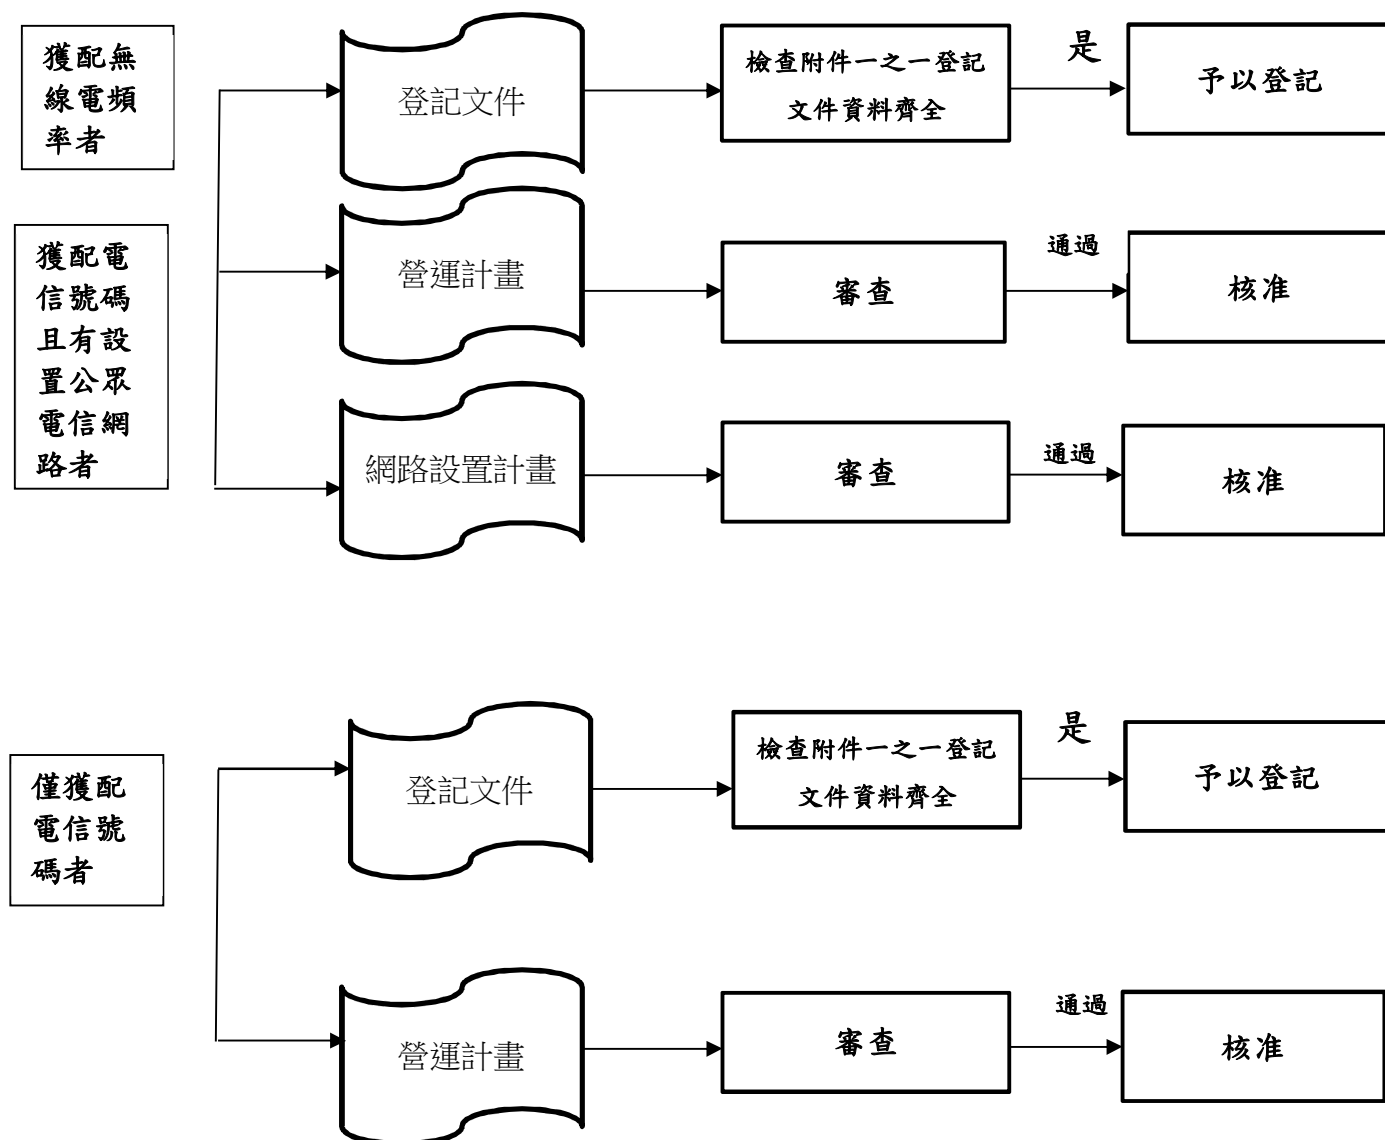 獲配無
線電頻
率者
登記文件
檢查附件一之一登記
文件資料齊全
是
予以登記
獲配電
信號碼
且有設
置公眾
電信網
路者
營運計畫
審查
通過
核准
網路設置計畫
審查
通過
核准
僅獲配
電信號
碼者
登記文件
檢查附件一之一登記
文件資料齊全
是
予以登記
營運計畫
審查
通過
核准